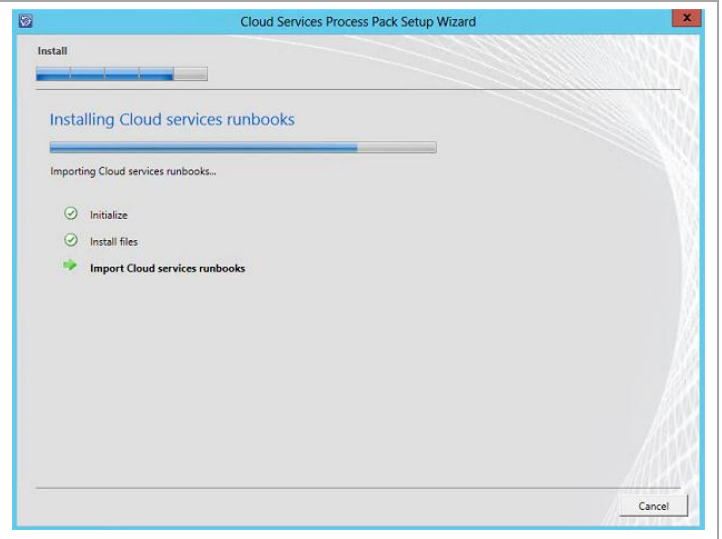 Cloud Services Process Pack Setup Wizard
x
Install
Installing Cloud services runbooks
Importing Cloud services runbooks...
Initialize
Install files
Import Cloud services runbooks
Cancel